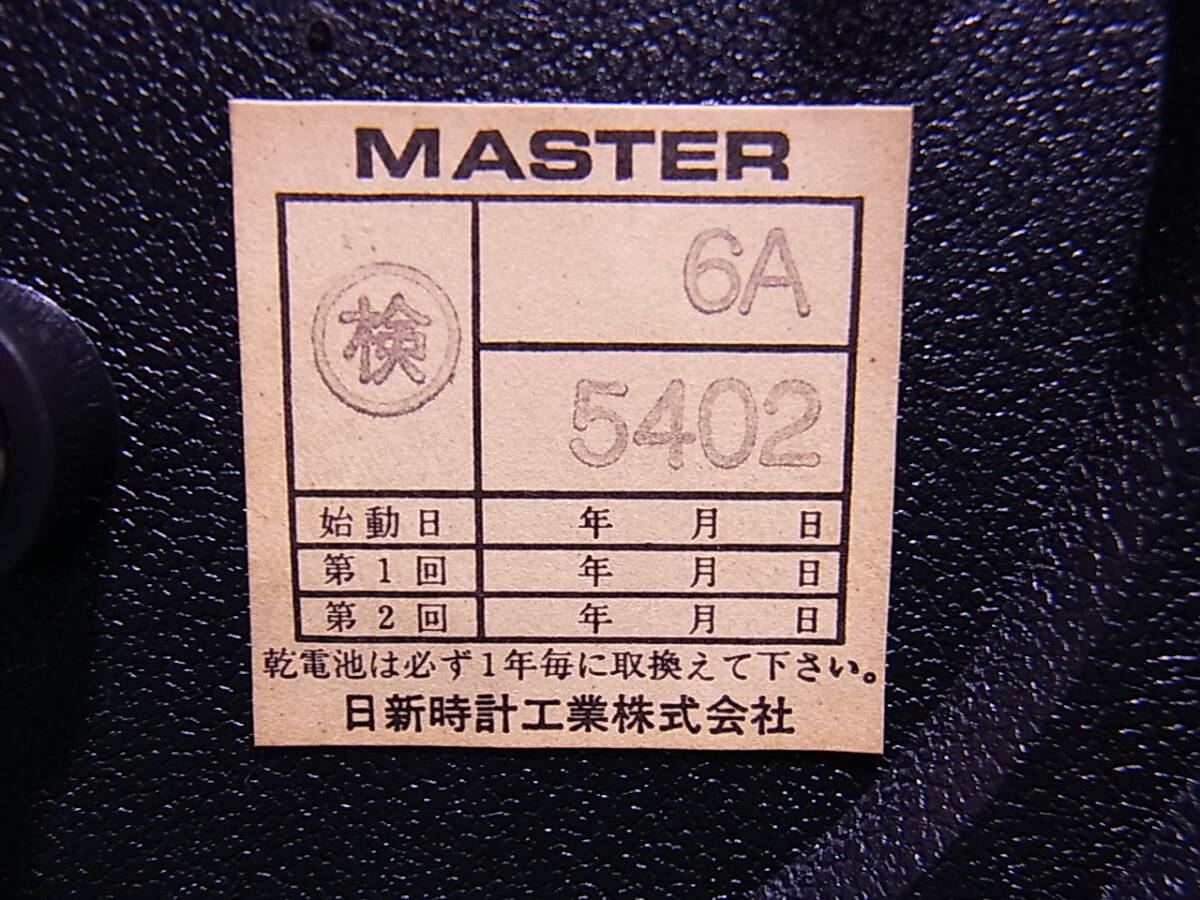 MASTER
検
6A
5402
始動日 年 月 日
第1回 年 月 日
第2回 年 月 日
乾電池は必ず1年毎に取換えて下さい。
日新時計工業株式会社